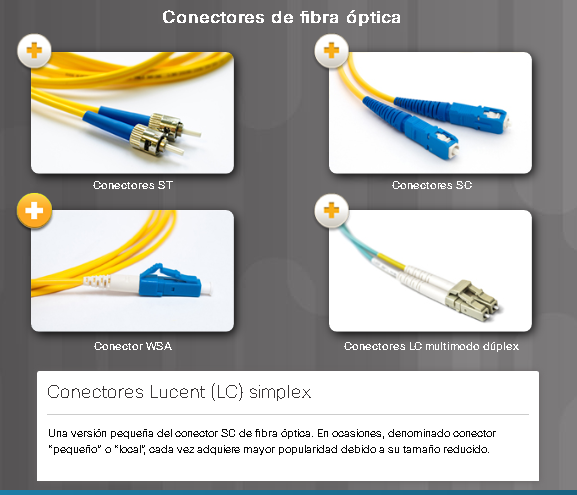 Conectores de fibra óptica
Conectores ST
Conectores SC
Conector WSA
Conectores LC multimodo dúplex
Conectores Lucent (LC) simplex
Una versión pequeña del conector SC de fibra óptica. En ocasiones, denominado conector
“pequeño” o “local”, cada vez adquiere mayor popularidad debido a su tamaño reducido.